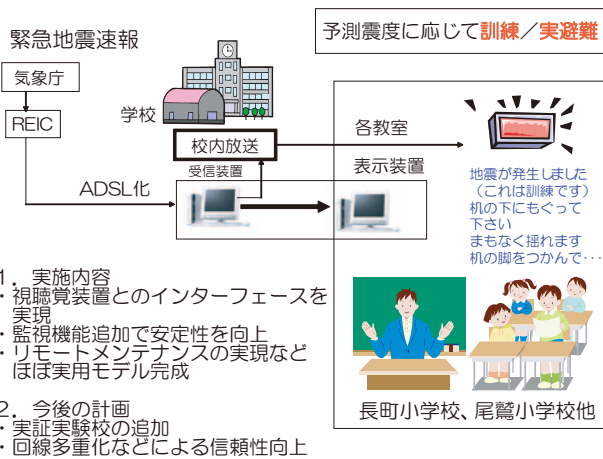 緊急地震速報
予測震度に応じて訓練／実避難
気象庁
REIC
学校
校内放送
受信装置
ADSL化
各教室
表示装置
地震が発生しました
（これは訓練です）
机の下にもぐって
下さい
まもなく揺れます
机の脚をつかんで･･･
1．実施内容
・視聴覚装置とのインターフェースを
実現
・監視機能追加で安定性を向上
・リモートメンテナンスの実現など
ほぼ実用モデル完成
2．今後の計画
・実証実験校の追加
・回線多重化などによる信頼性向上
長町小学校、尾鷲小学校他